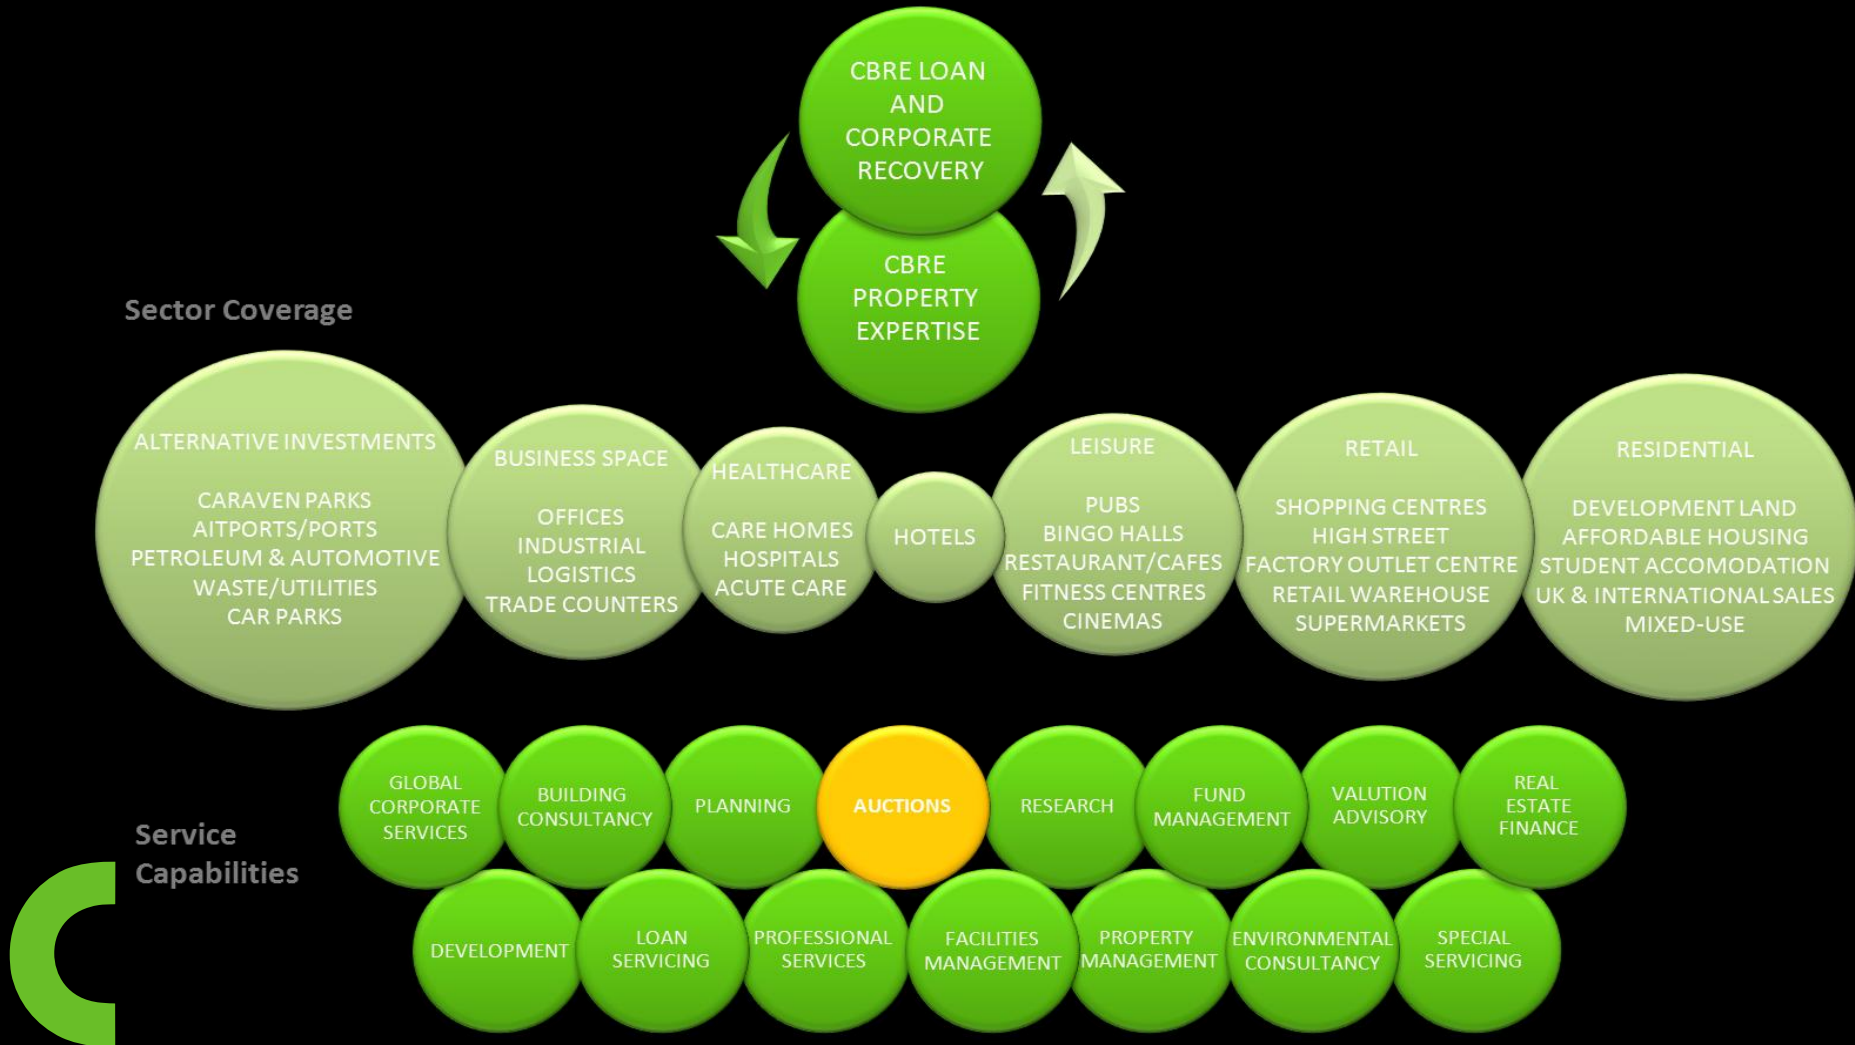 CBRE LOAN
AND
CORPORATE
RECOVERY
CBRE
PROPERTY
EXPERTISE
Sector Coverage
ALTERNATIVE INVESTMENTS
CARAVEN PARKS
AITPORTS/PORTS
PETROLEUM & AUTOMOTIVE
WASTE/UTILITIES
CAR PARKS
BUSINESS SPACE
OFFICES
INDUSTRIAL
LOGISTICS
TRADE COUNTERS
HEALTHCARE
CARE HOMES
HOSPITALS
ACUTE CARE
HOTELS
LEISURE
PUBS
BINGO HALLS
RESTAURANT/CAFES
FITNESS CENTRES
CINEMAS
RETAIL
SHOPPING CENTRES
HIGH STREET
FACTORY OUTLET CENTRE
RETAIL WAREHOUSE
SUPERMARKETS
RESIDENTIAL
DEVELOPMENT LAND
AFFORDABLE HOUSING
STUDENT ACCOMODATION
UK & INTERNATIONAL SALES
MIXED-USE
Service
Capabilities
GLOBAL
CORPORATE
SERVICES
BUILDING
CONSULTANCY
PLANNING
AUCTIONS
RESEARCH
FUND
MANAGEMENT
VALUTION
ADVISORY
REAL
ESTATE
FINANCE
DEVELOPMENT
LOAN
SERVICING
PROFESSIONAL
SERVICES
FACILITIES
MANAGEMENT
PROPERTY
MANAGEMENT
ENVIRONMENTAL
CONSULTANCY
SPECIAL
SERVICING